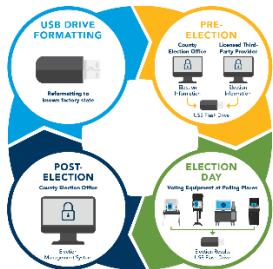 USB DRIVE
FORMATTING
Reformatting to
known factory state
PRE-
ELECTION
County
Election Office
Licensed Third-
Party Provider
Election
Information
Election
Information
USB Flash Drive
ELECTION
DAY
Voting Equipment at Polling Places
Election Results
USB Flash Drive
POST-
ELECTION
County Election Office
Election
Management System